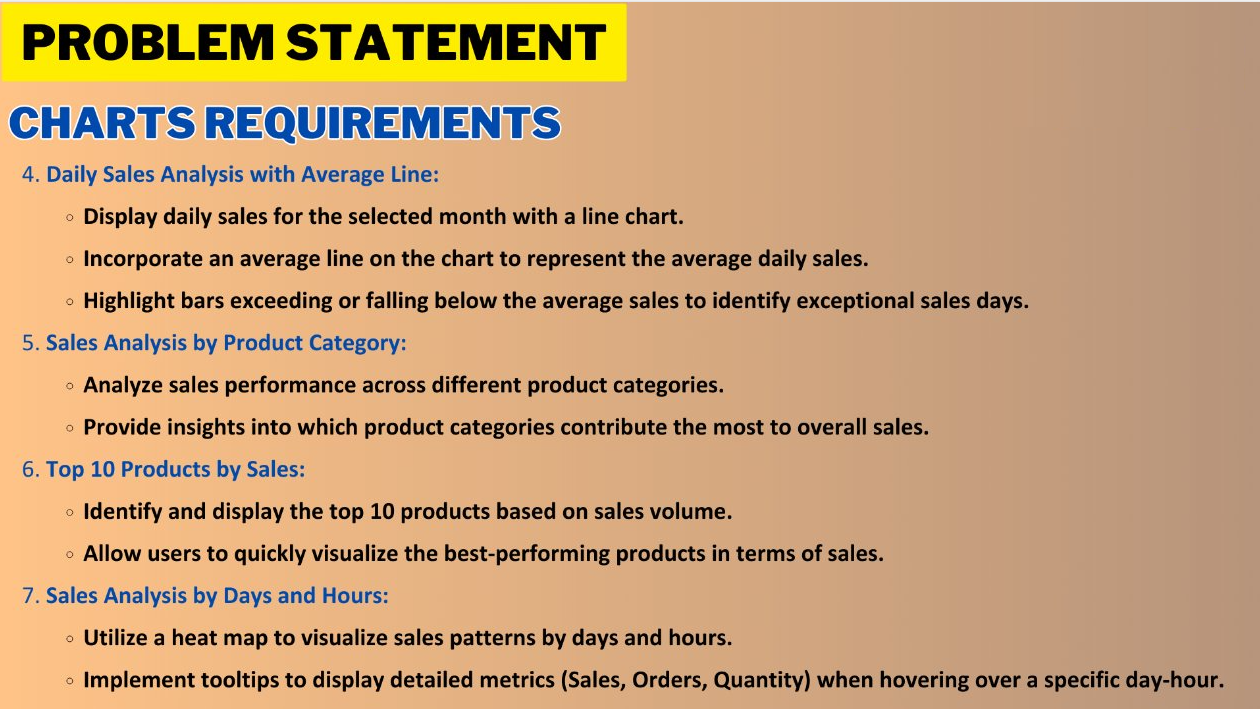 PROBLEM STATEMENT
CHARTS REQUIREMENTS
4. Daily Sales Analysis with Average Line:
◦ Display daily sales for the selected month with a line chart.
◦ Incorporate an average line on the chart to represent the average daily sales.
◦ Highlight bars exceeding or falling below the average sales to identify exceptional sales days.
5. Sales Analysis by Product Category:
◦ Analyze sales performance across different product categories.
◦ Provide insights into which product categories contribute the most to overall sales.
6. Top 10 Products by Sales:
◦ Identify and display the top 10 products based on sales volume.
◦ Allow users to quickly visualize the best-performing products in terms of sales.
7. Sales Analysis by Days and Hours:
◦ Utilize a heat map to visualize sales patterns by days and hours.
◦ Implement tooltips to display detailed metrics (Sales, Orders, Quantity) when hovering over a specific day-hour.